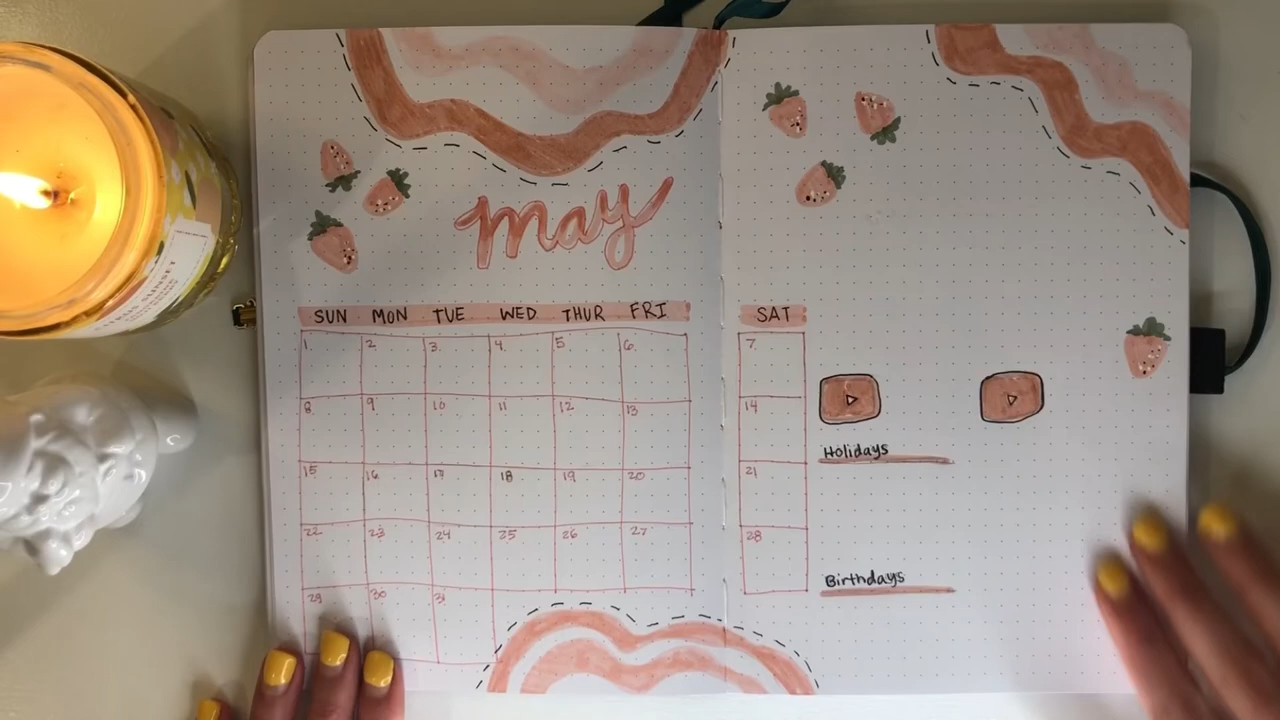 may
SUN MON TUE WED THUR FRI SAT
1 2 3 4 5 6 7
8 9 10 11 12 13 14
15 16 17 18 19 20 21
22 23 24 25 26 27 28
29 30 31
Holidays
Birthdays
CITRUS SUNSET